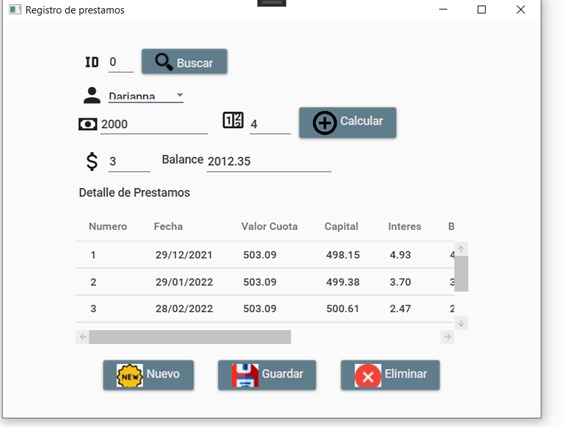 Registro de prestamos
ID 0 Buscar
Darianna
2000 123 4 Calcular
$ 3 Balance 2012.35
Detalle de Prestamos
Numero Fecha Valor Cuota Capital Interes B
1 29/12/2021 503.09 498.15 4.93 4
2 29/01/2022 503.09 499.38 3.70 3
3 28/02/2022 503.09 500.61 2.47 2
NEW Nuevo Guardar Eliminar